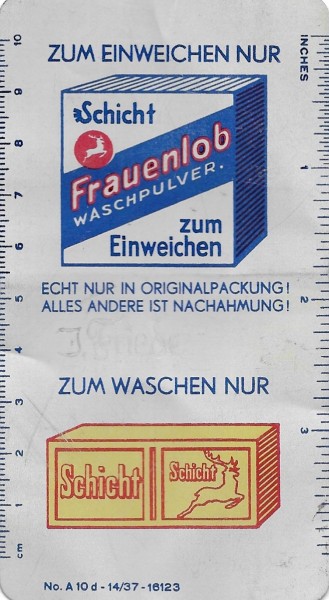 ZUM EINWEICHEN NUR
Schicht
Frauenlob
WASCHPULVER.
zum
Einweichen
ECHT NUR IN ORIGINALPACKUNG!
ALLES ANDERE IST NACHAHMUNG!
J. Friebe
ZUM WASCHEN NUR
Schicht
Schicht
No. A 10 d - 14/37 - 16123
10
9
8
7
6
5
4
3
2
1
cm
INCHES
1
2
3